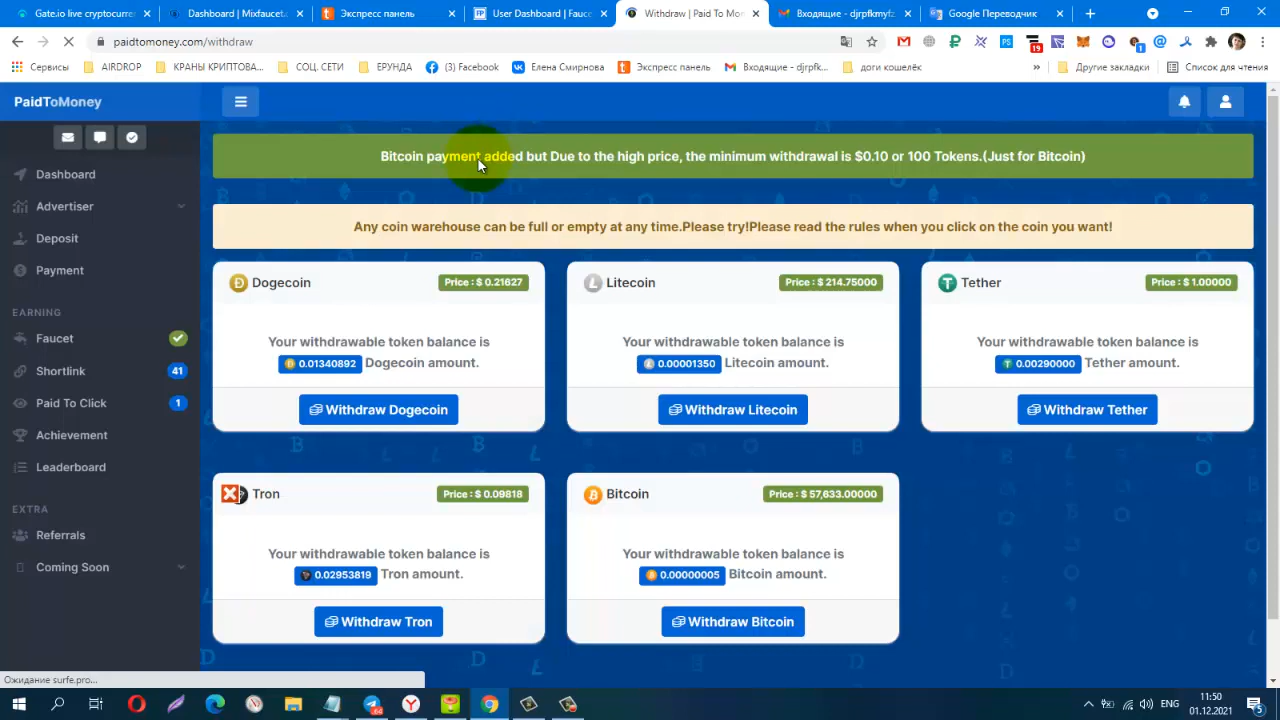 Gate.io live cryptocurre
Dashboard | Mixfaucet
Экспресс панель
User Dashboard | Fauce
Withdraw | Paid To Mon
Входящие - djrpfkmyfz
Google Переводчик
paidtomoney.com/withdraw
19
1
Сервисы
AIRDROP
КРАНЫ КРИПТОВА...
СОЦ. СЕТИ
ЕРУНДА
(3) Facebook
Елена Смирнова
Экспресс панель
Входящие - djrpfk...
доги кошелёк
»
Другие закладки
Список для чтения
PaidToMoney
Dashboard
Advertiser
Deposit
Payment
EARNING
Faucet
Shortlink 41
Paid To Click 1
Achievement
Leaderboard
EXTRA
Referrals
Coming Soon
Bitcoin payment added but Due to the high price, the minimum withdrawal is $0.10 or 100 Tokens.(Just for Bitcoin)
Any coin warehouse can be full or empty at any time.Please try!Please read the rules when you click on the coin you want!
Dogecoin
Price : $ 0.21627
Your withdrawable token balance is
0.01340892 Dogecoin amount.
Withdraw Dogecoin
Litecoin
Price : $ 214.75000
Your withdrawable token balance is
0.00001350 Litecoin amount.
Withdraw Litecoin
Tether
Price : $ 1.00000
Your withdrawable token balance is
0.00290000 Tether amount.
Withdraw Tether
Tron
Price : $ 0.09818
Your withdrawable token balance is
0.02953819 Tron amount.
Withdraw Tron
Bitcoin
Price : $ 57,633.00000
Your withdrawable token balance is
0.00000005 Bitcoin amount.
Withdraw Bitcoin
Ожидание surfe.pro...
ENG
11:50
01.12.2021
5